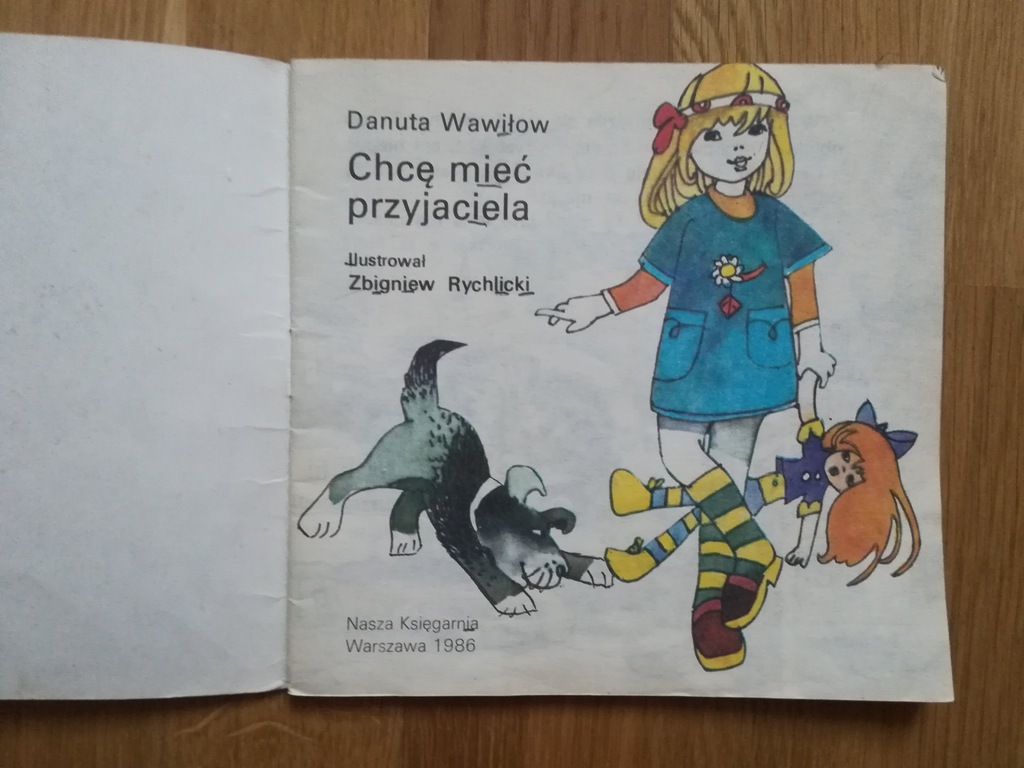 Danuta Wawiłow
Chcę mieć
przyjaciela
Ilustrował
Zbigniew Rychlicki
Nasza Księgarnia
Warszawa 1986